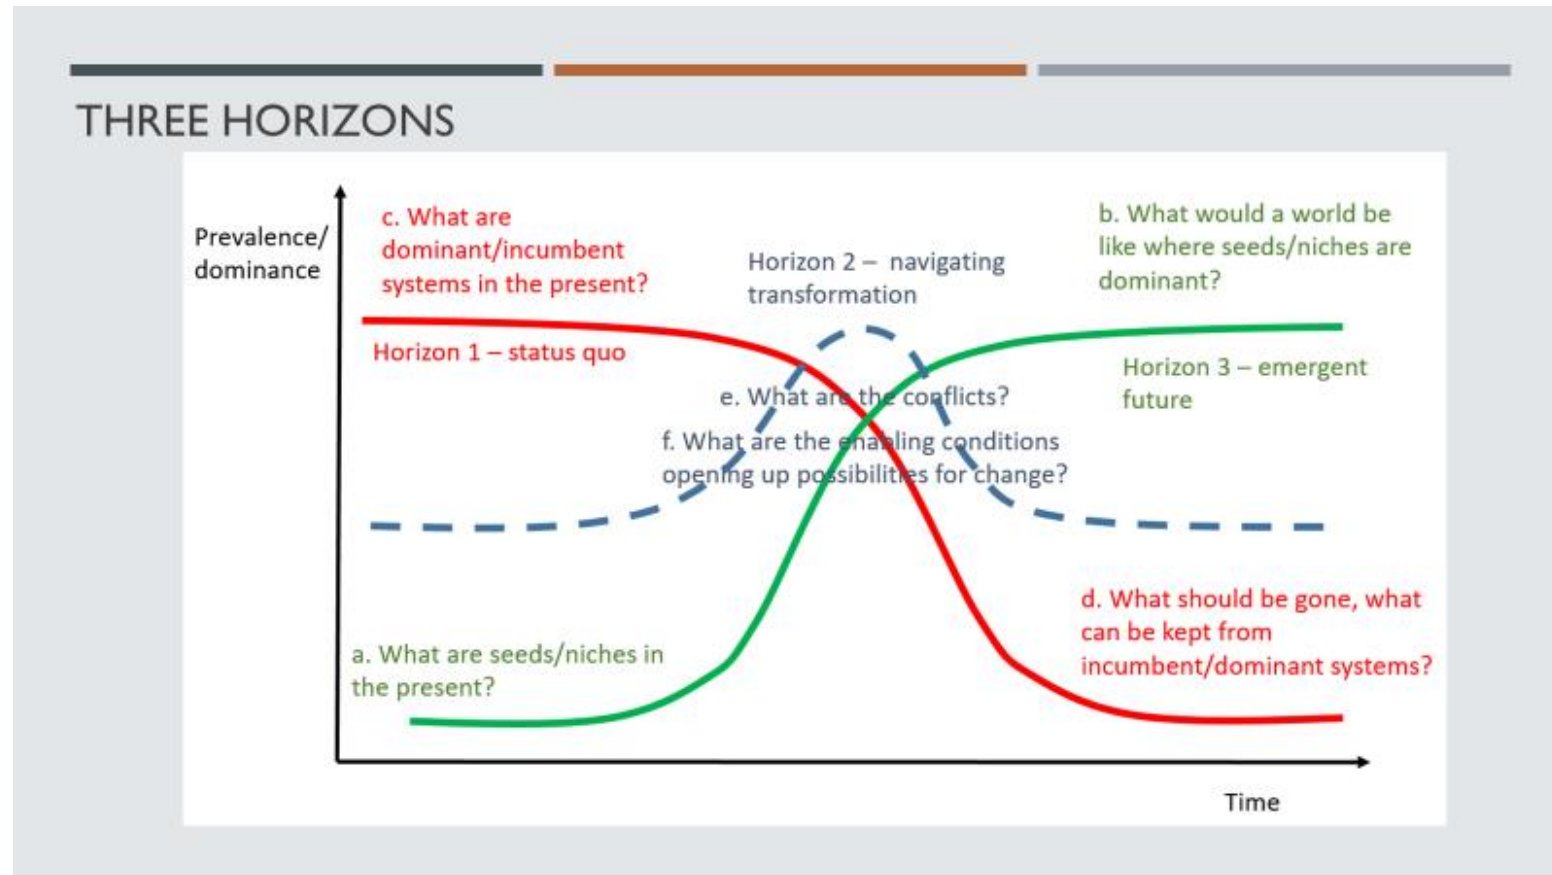 THREE HORIZONS
Prevalence/
dominance
c. What are
dominant/incumbent
systems in the present?
Horizon 1 – status quo
Horizon 2 – navigating
transformation
b. What would a world be
like where seeds/niches are
dominant?
Horizon 3 – emergent
future
e. What are the conflicts?
f. What are the enabling conditions
opening up possibilities for change?
a. What are seeds/niches in
the present?
d. What should be gone, what
can be kept from
incumbent/dominant systems?
Time